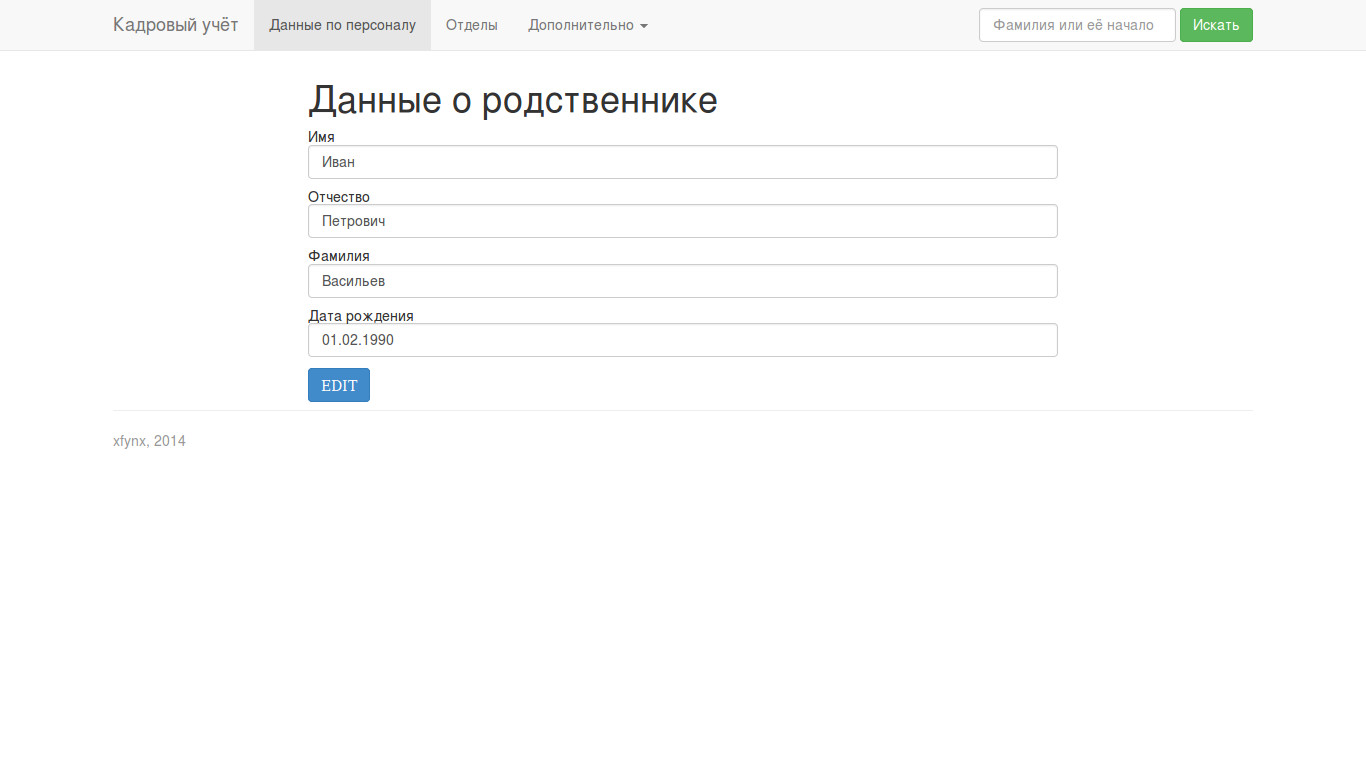 Кадровый учёт Данные по персоналу Отделы Дополнительно Фамилия или её начало Искать
Данные о родственнике
Имя
Иван
Отчество
Петрович
Фамилия
Васильев
Дата рождения
01.02.1990
EDIT
xfynx, 2014